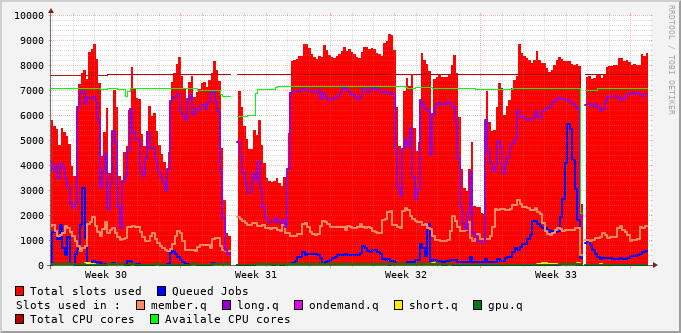 10000
9000
8000
7000
6000
5000
4000
3000
2000
1000
0
Week 30 Week 31 Week 32 Week 33
Total slots used Queued Jobs
Slots used in : member.q long.q ondemand.q short.q gpu.q
Total CPU cores Availale CPU cores
RRDTOOL / TOBI OETIKER